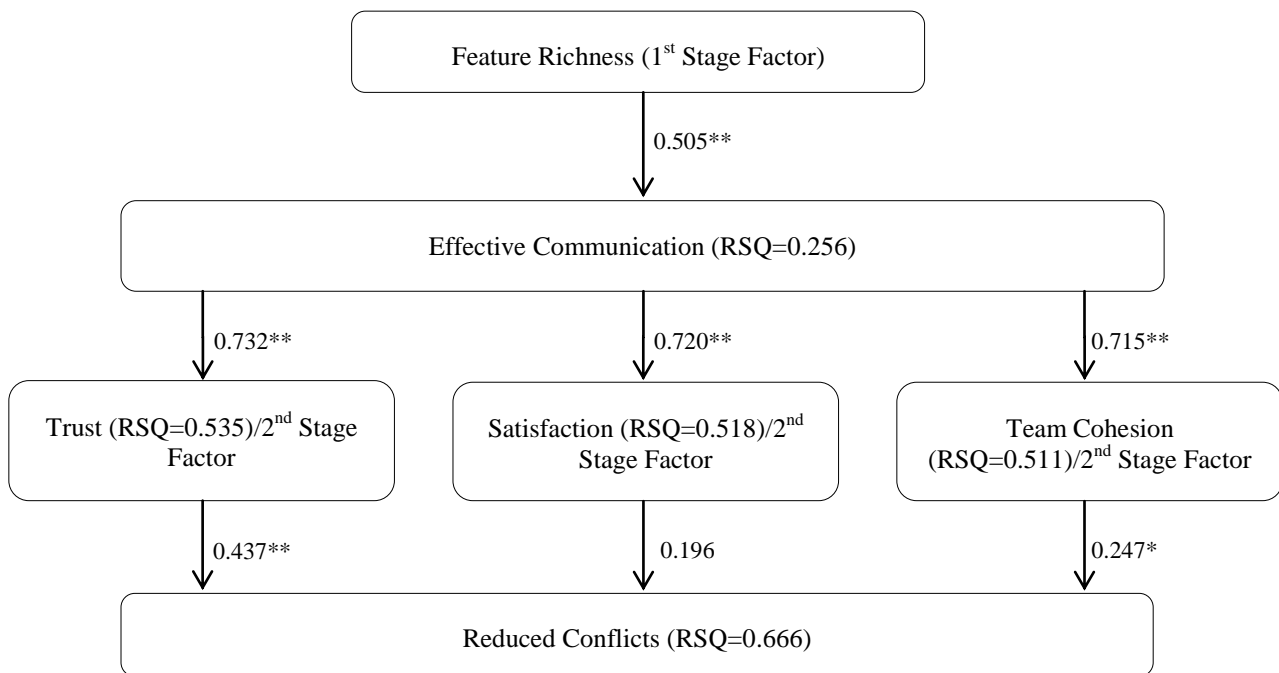 Feature Richness (1st Stage Factor)
0.505**
Effective Communication (RSQ=0.256)
0.732**
0.720**
0.715**
Trust (RSQ=0.535)/2nd Stage
Factor
Satisfaction (RSQ=0.518)/2nd
Stage Factor
Team Cohesion
(RSQ=0.511)/2nd Stage Factor
0.437**
0.196
0.247*
Reduced Conflicts (RSQ=0.666)